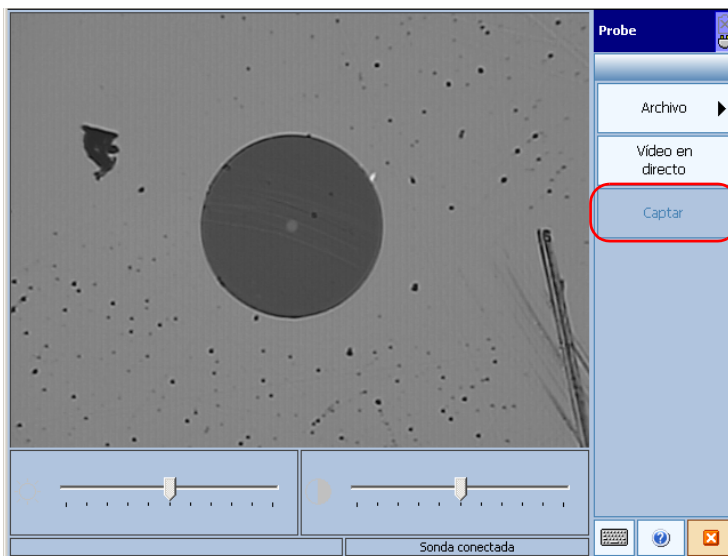 Probe
Archivo
Vídeo en
directo
Captar
Sonda conectada